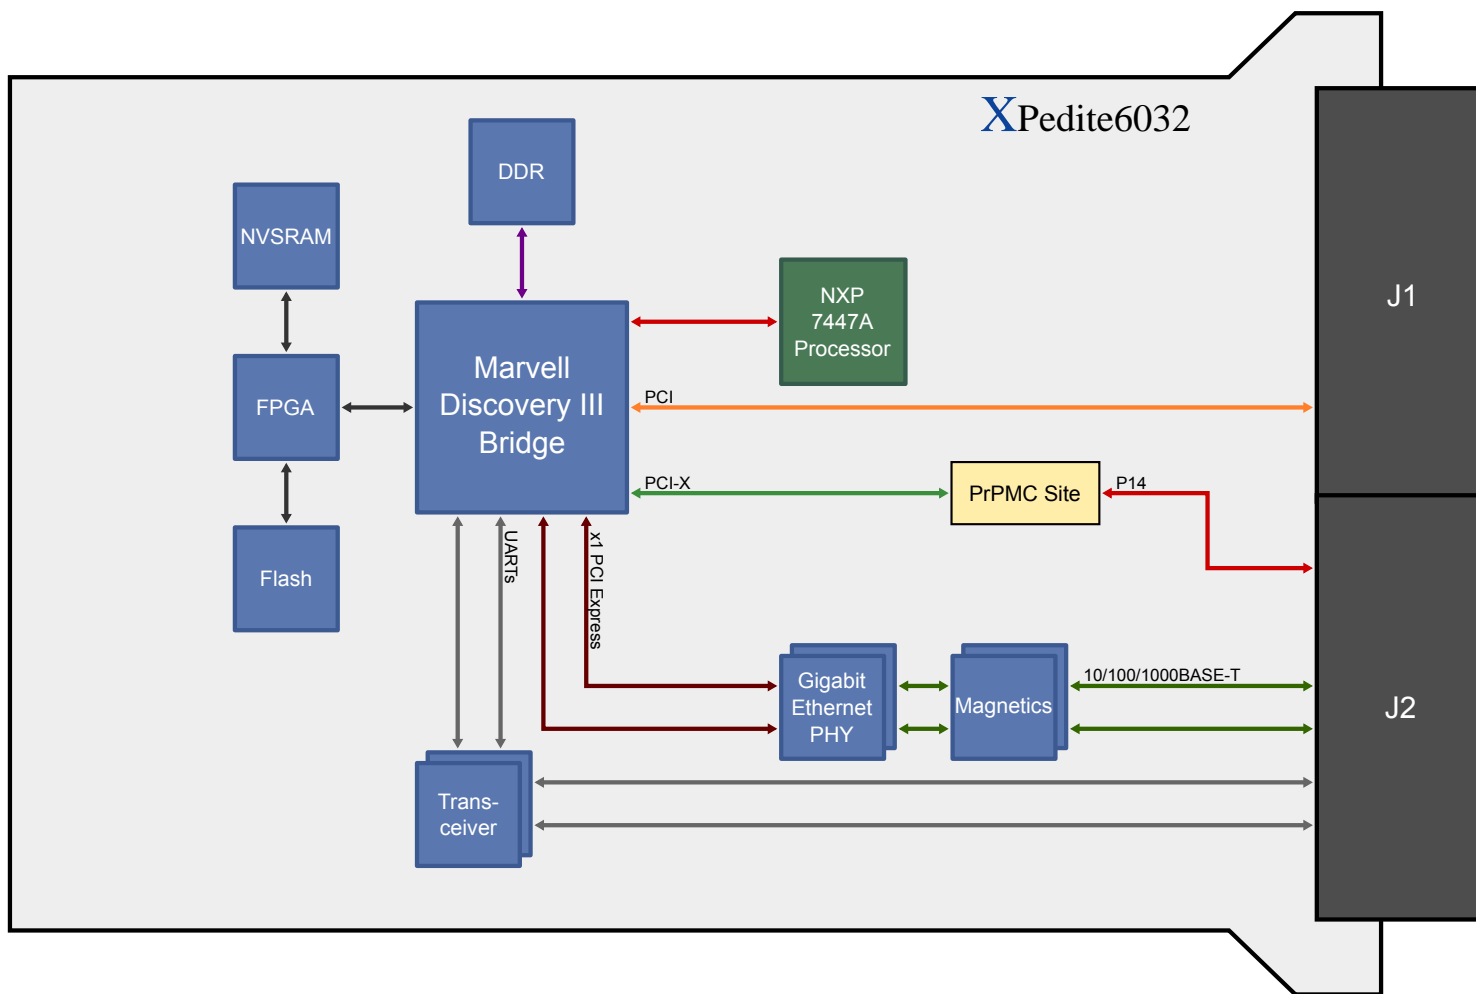 XPedite6032
DDR
NVSRAM
NXP
7447A
Processor
J1
Marvell
Discovery III
Bridge
FPGA
PCI
PCI-X
PrPMC Site
P14
UARTs
x1 PCI Express
Flash
Gigabit
Ethernet
PHY
Magnetics
10/100/1000BASE-T
J2
Trans-
ceiver